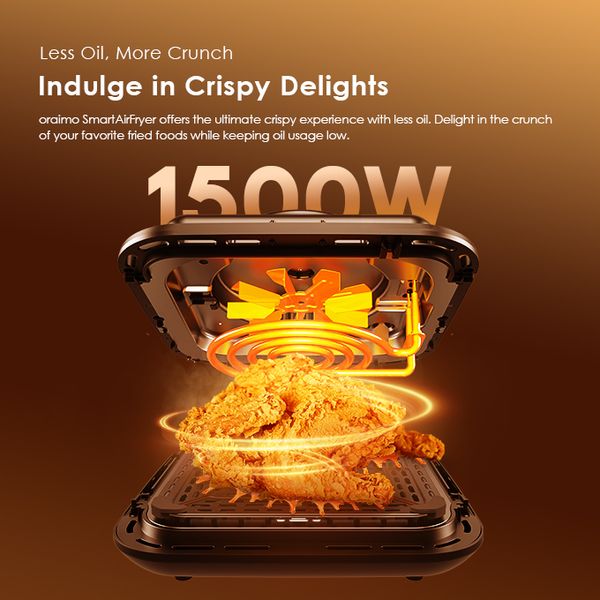 Less Oil, More Crunch
Indulge in Crispy Delights
oraimo SmartAirFryer offers the ultimate crispy experience with less oil. Delight in the crunch
of your favorite fried foods while keeping oil usage low.
1500W